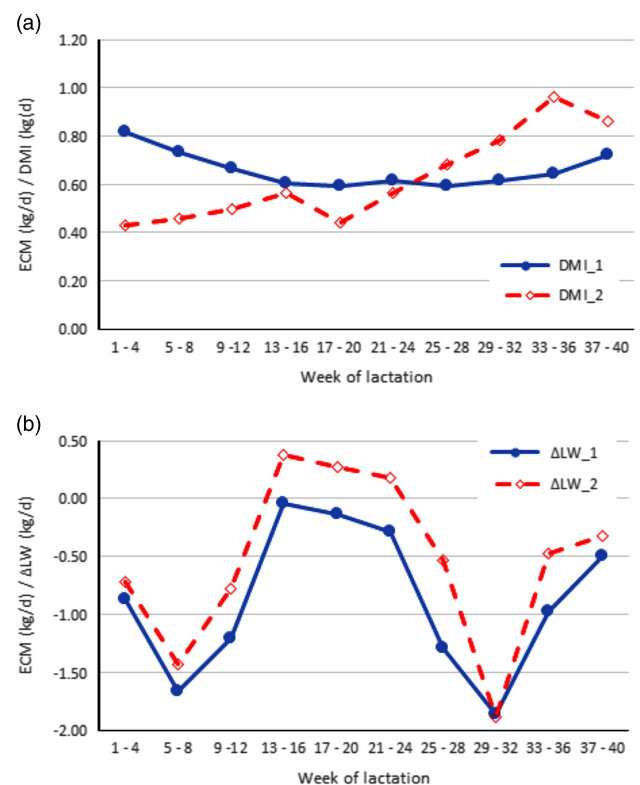 (a)
1.20
1.00
0.80
0.60
0.40
0.20
0.00
ECM (kg/d) / DMI (kg(d)
DMI_1
DMI_2
1 - 4 5 - 8 9 -12 13 - 16 17 - 20 21 - 24 25 - 28 29 - 32 33 - 36 37 - 40
Week of lactation
(b)
0.50
0.00
-0.50
-1.00
-1.50
-2.00
ECM (kg/d) / ΔLW (kg/d)
ΔLW_1
ΔLW_2
1 - 4 5 - 8 9 -12 13 - 16 17 - 20 21 - 24 25 - 28 29 - 32 33 - 36 37 - 40
Week of lactation